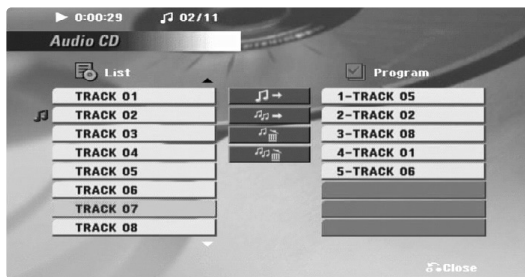 0:00:29 02/11
Audio CD
List
Program
TRACK 01
TRACK 02
TRACK 03
TRACK 04
TRACK 05
TRACK 06
TRACK 07
TRACK 08
1-TRACK 05
2-TRACK 02
3-TRACK 08
4-TRACK 01
5-TRACK 06
Close